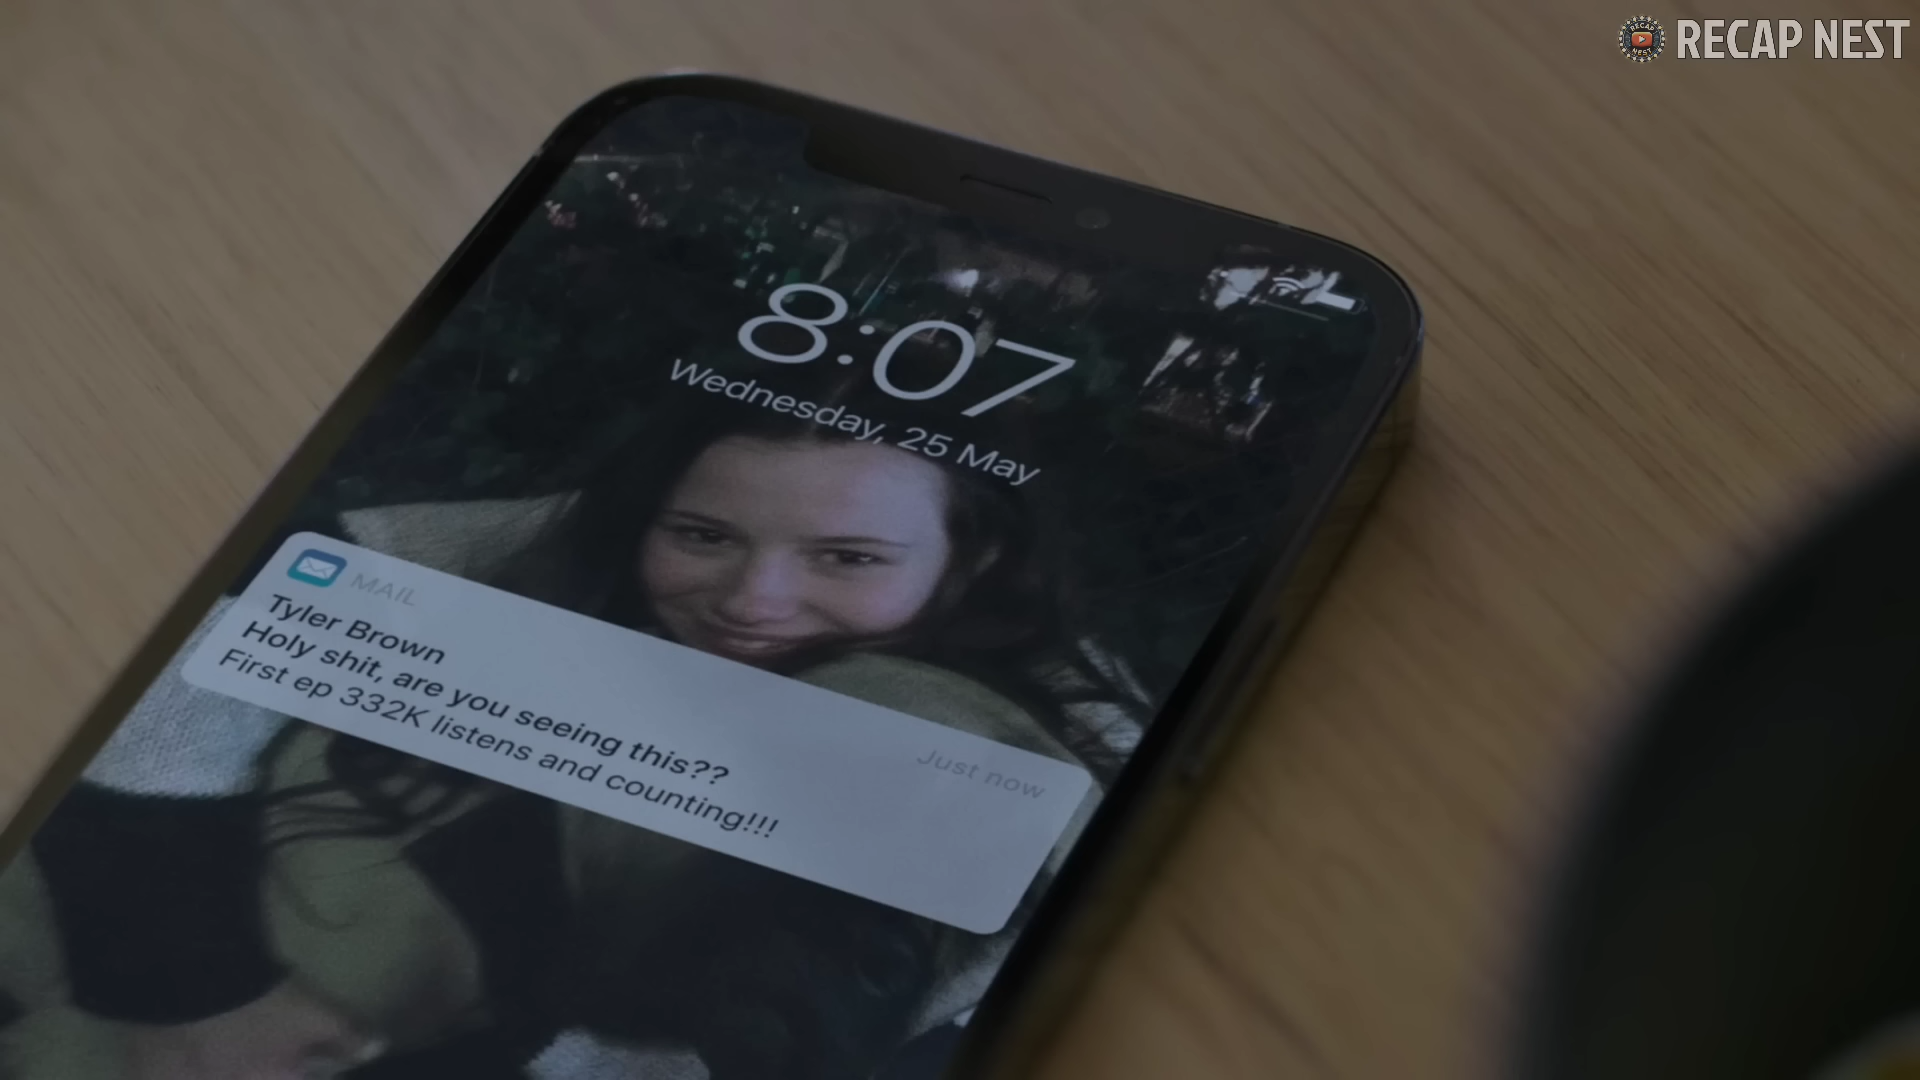 RECAP NEST
8:07
Wednesday, 25 May
MAIL
Tyler Brown
Holy shit, are you seeing this??
First ep 332K listens and counting!!!
Just now